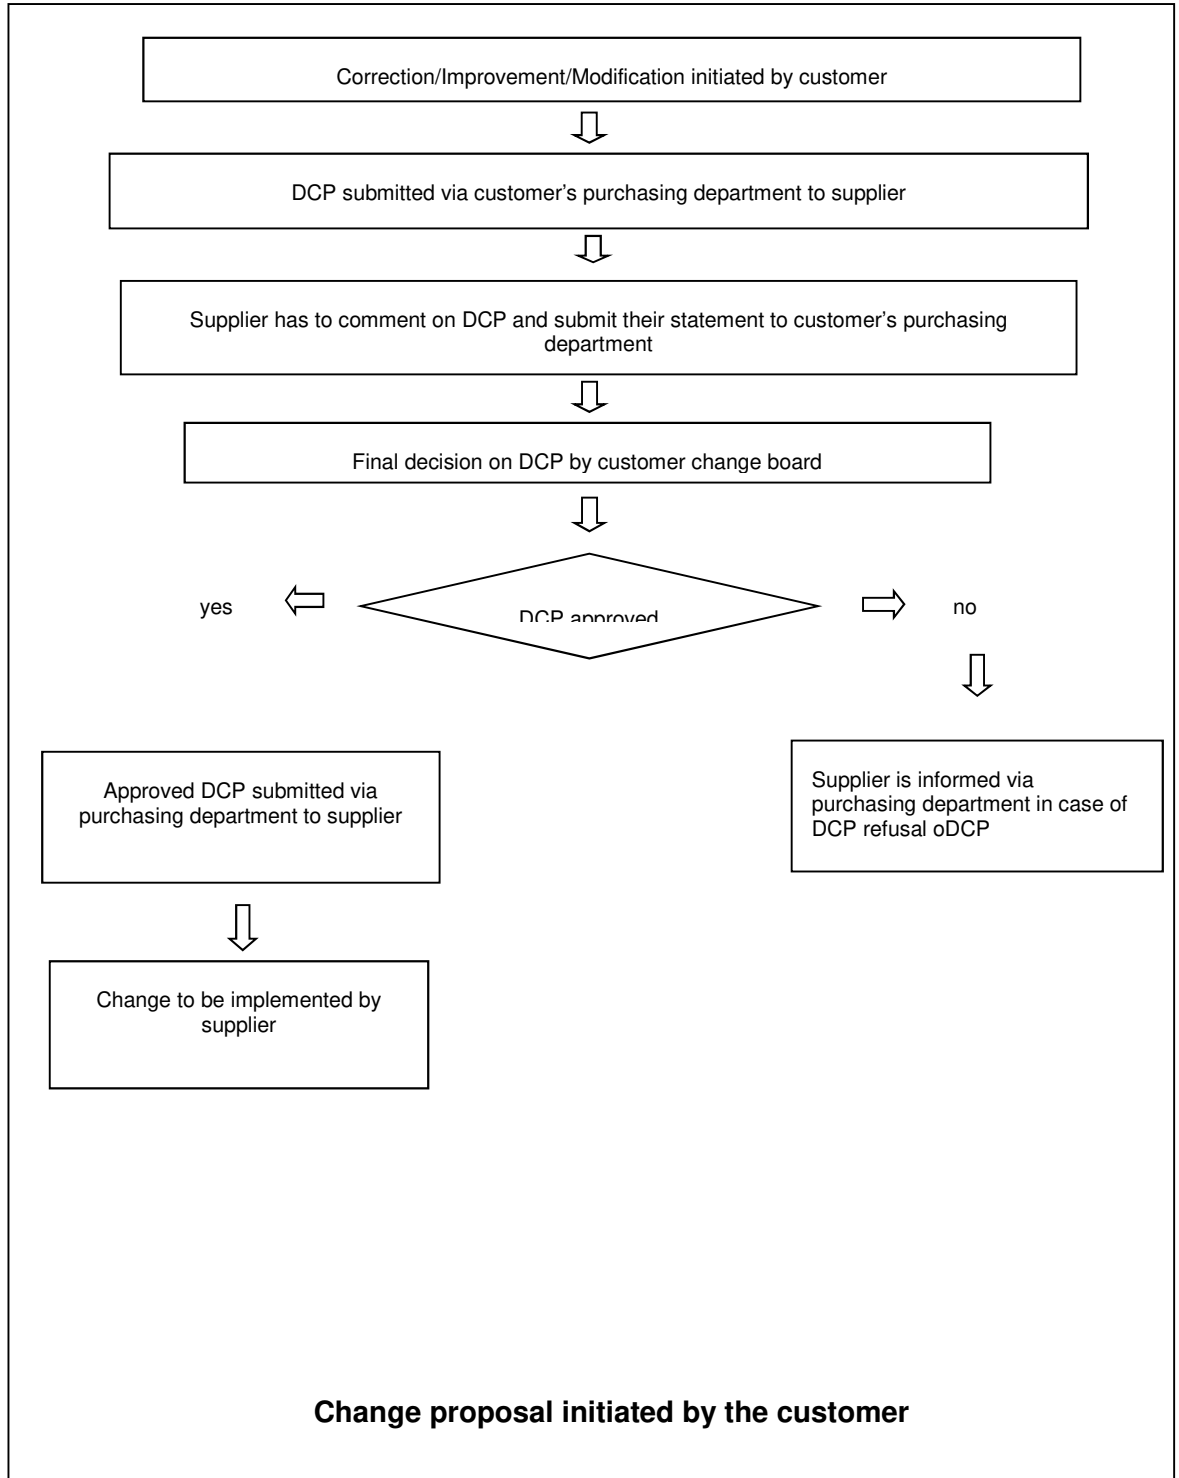 Correction/Improvement/Modification initiated by customer
DCP submitted via customer’s purchasing department to supplier
Supplier has to comment on DCP and submit their statement to customer’s purchasing
department
Final decision on DCP by customer change board
DCP approved
yes
no
Approved DCP submitted via
purchasing department to supplier
Supplier is informed via
purchasing department in case of
DCP refusal oDCP
Change to be implemented by
supplier
Change proposal initiated by the customer